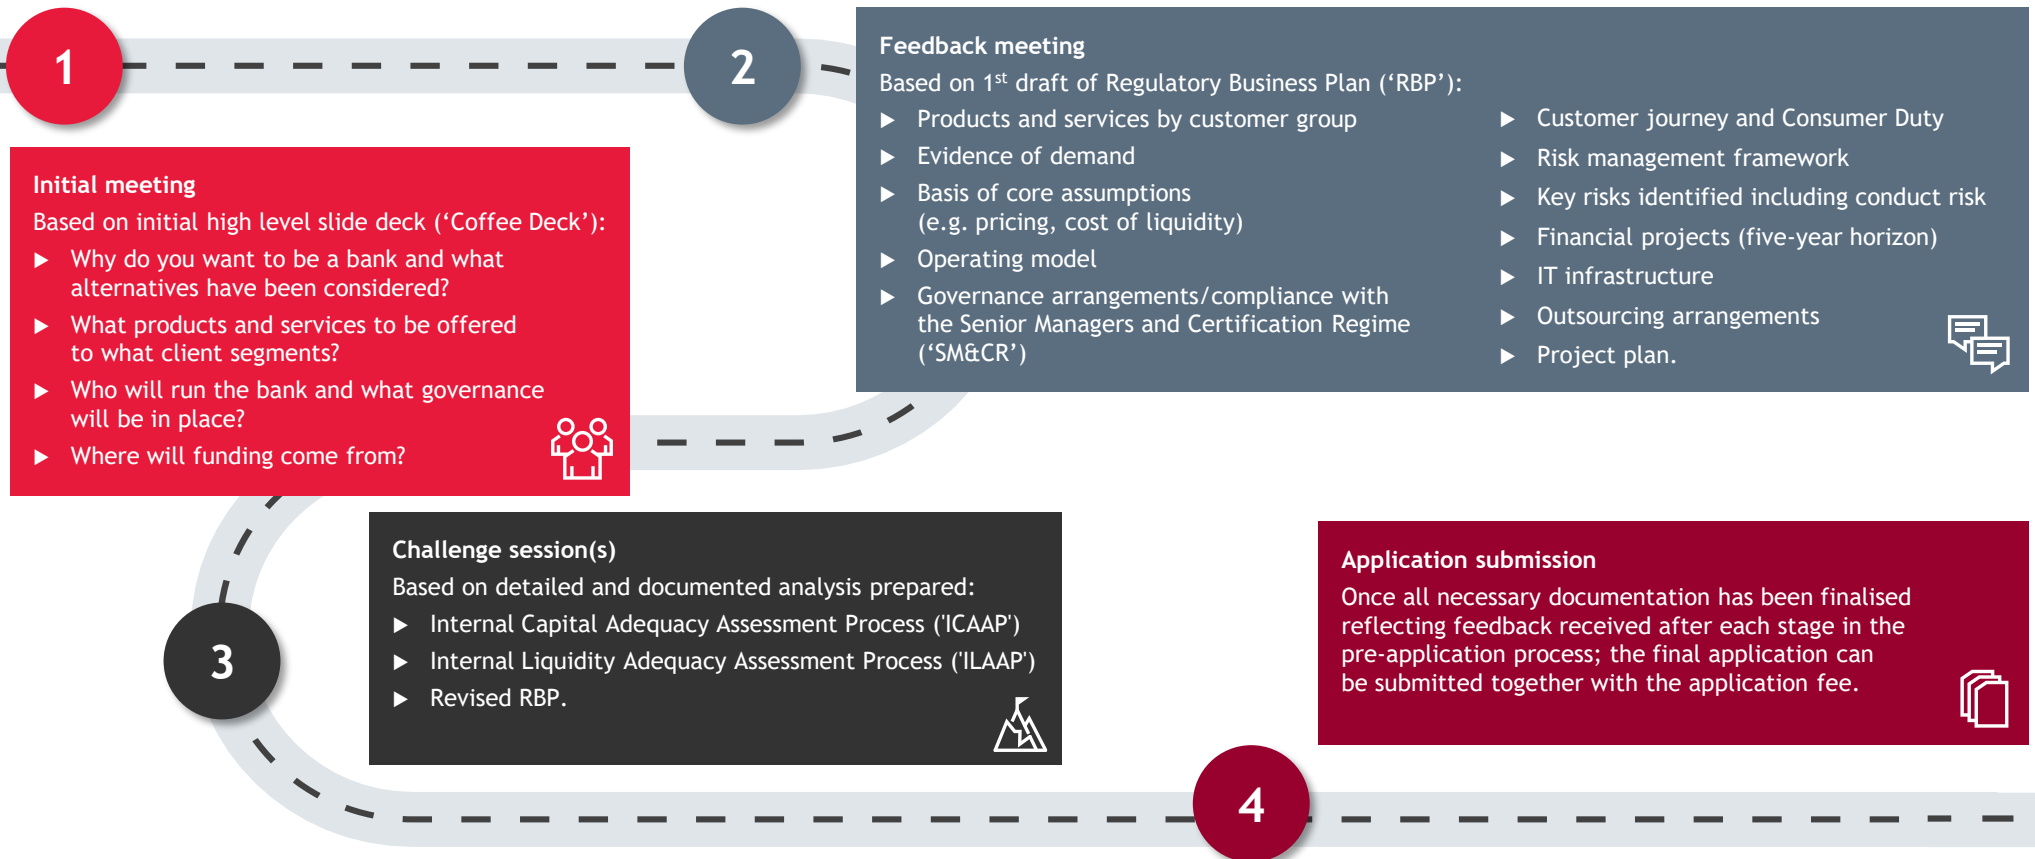 1
Initial meeting
Based on initial high level slide deck (‘Coffee Deck’):
► Why do you want to be a bank and what
alternatives have been considered?
► What products and services to be offered
to what client segments?
► Who will run the bank and what governance
will be in place?
► Where will funding come from?
2
Feedback meeting
Based on 1st draft of Regulatory Business Plan (‘RBP’):
► Products and services by customer group
► Evidence of demand
► Basis of core assumptions
(e.g. pricing, cost of liquidity)
► Operating model
► Governance arrangements/compliance with
the Senior Managers and Certification Regime
(‘SM&CR’)
► Customer journey and Consumer Duty
► Risk management framework
► Key risks identified including conduct risk
► Financial projects (five-year horizon)
► IT infrastructure
► Outsourcing arrangements
► Project plan.
3
Challenge session(s)
Based on detailed and documented analysis prepared:
► Internal Capital Adequacy Assessment Process ('ICAAP')
► Internal Liquidity Adequacy Assessment Process ('ILAAP')
► Revised RBP.
4
Application submission
Once all necessary documentation has been finalised
reflecting feedback received after each stage in the
pre-application process; the final application can
be submitted together with the application fee.